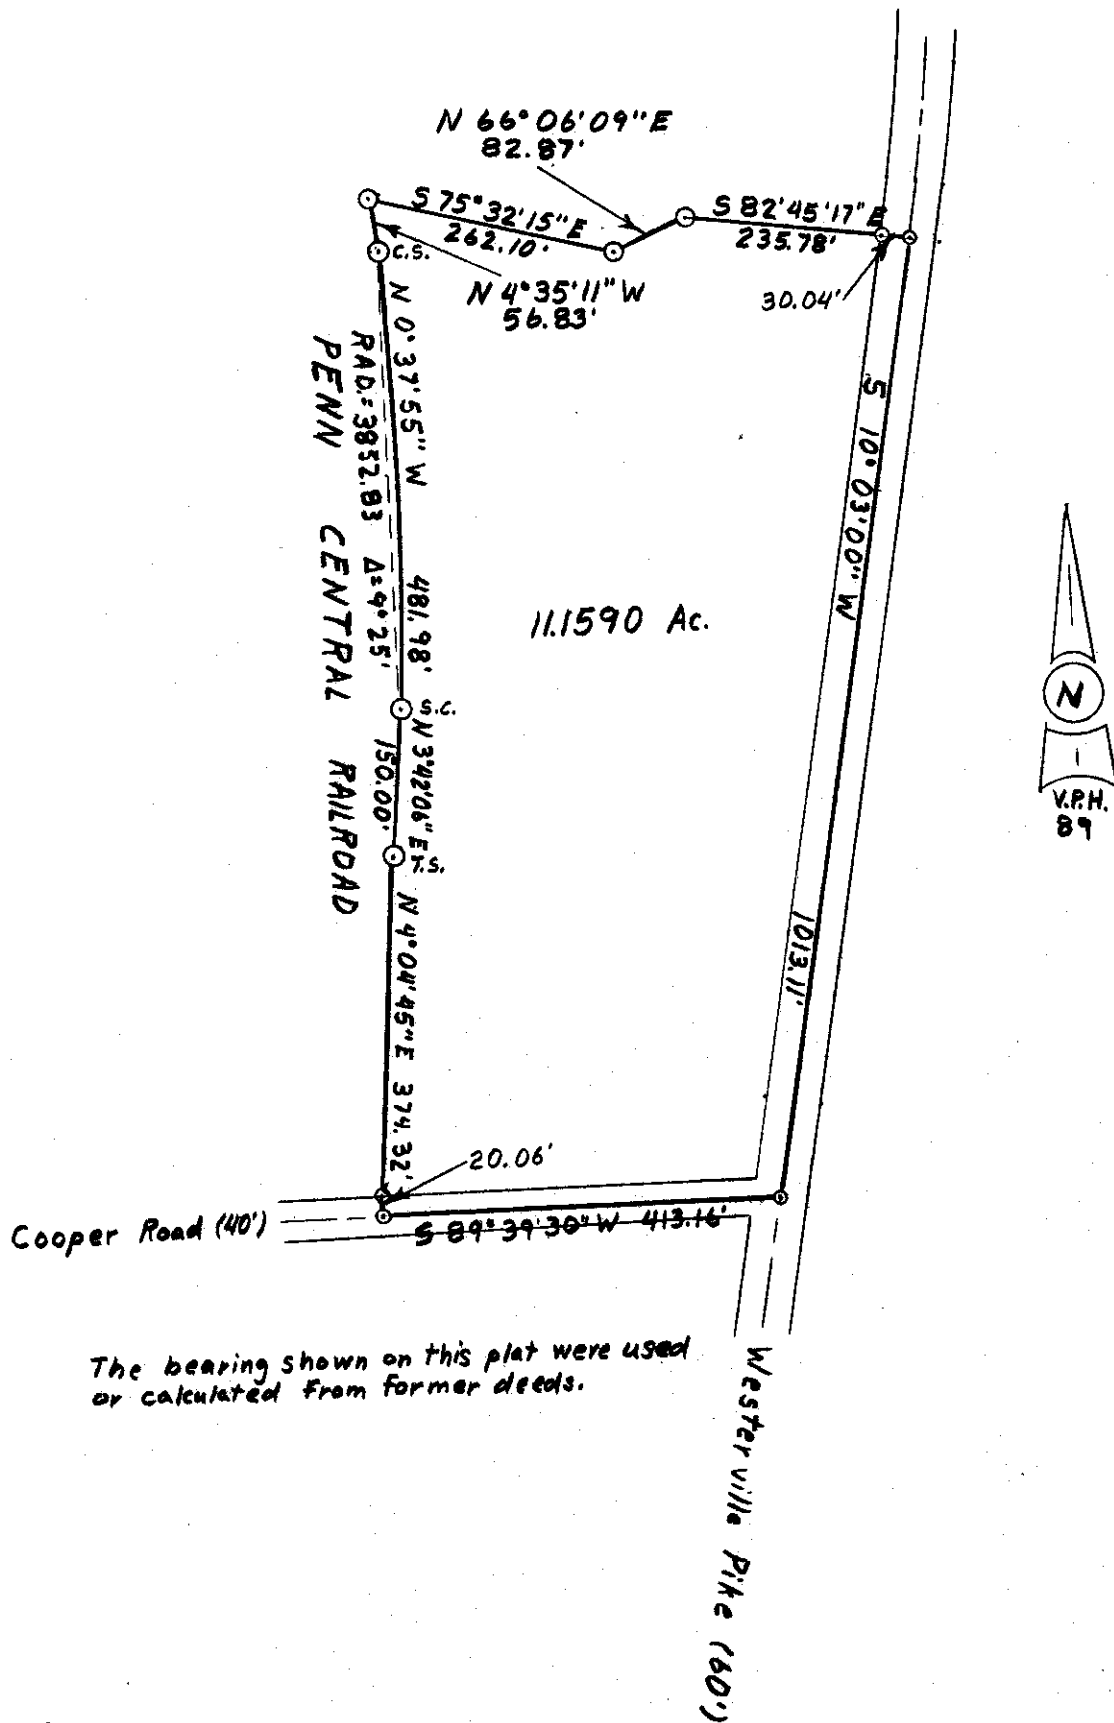 N 66° 06' 09" E
82.87'
S 75° 32' 15" E
262.10'
S 82° 45' 17" E
235.78'
30.04'
C.S.
N 4° 35' 11" W
56.83'
N 0° 37' 55" W 481.98'
RAD. = 3852.83 Δ = 9° 25'
PENN CENTRAL RAILROAD
S 10° 03' 00" W 1013.11'
11.1590 Ac.
N
V.P.H.
89
S.C.
N 3° 42' 06" E
150.00'
T.S.
N 4° 04' 45" E 374.32'
20.06'
Cooper Road (40')
S 89° 39' 30" W 413.16'
The bearing shown on this plat were used
or calculated from former deeds.
Westerville Pike (60')